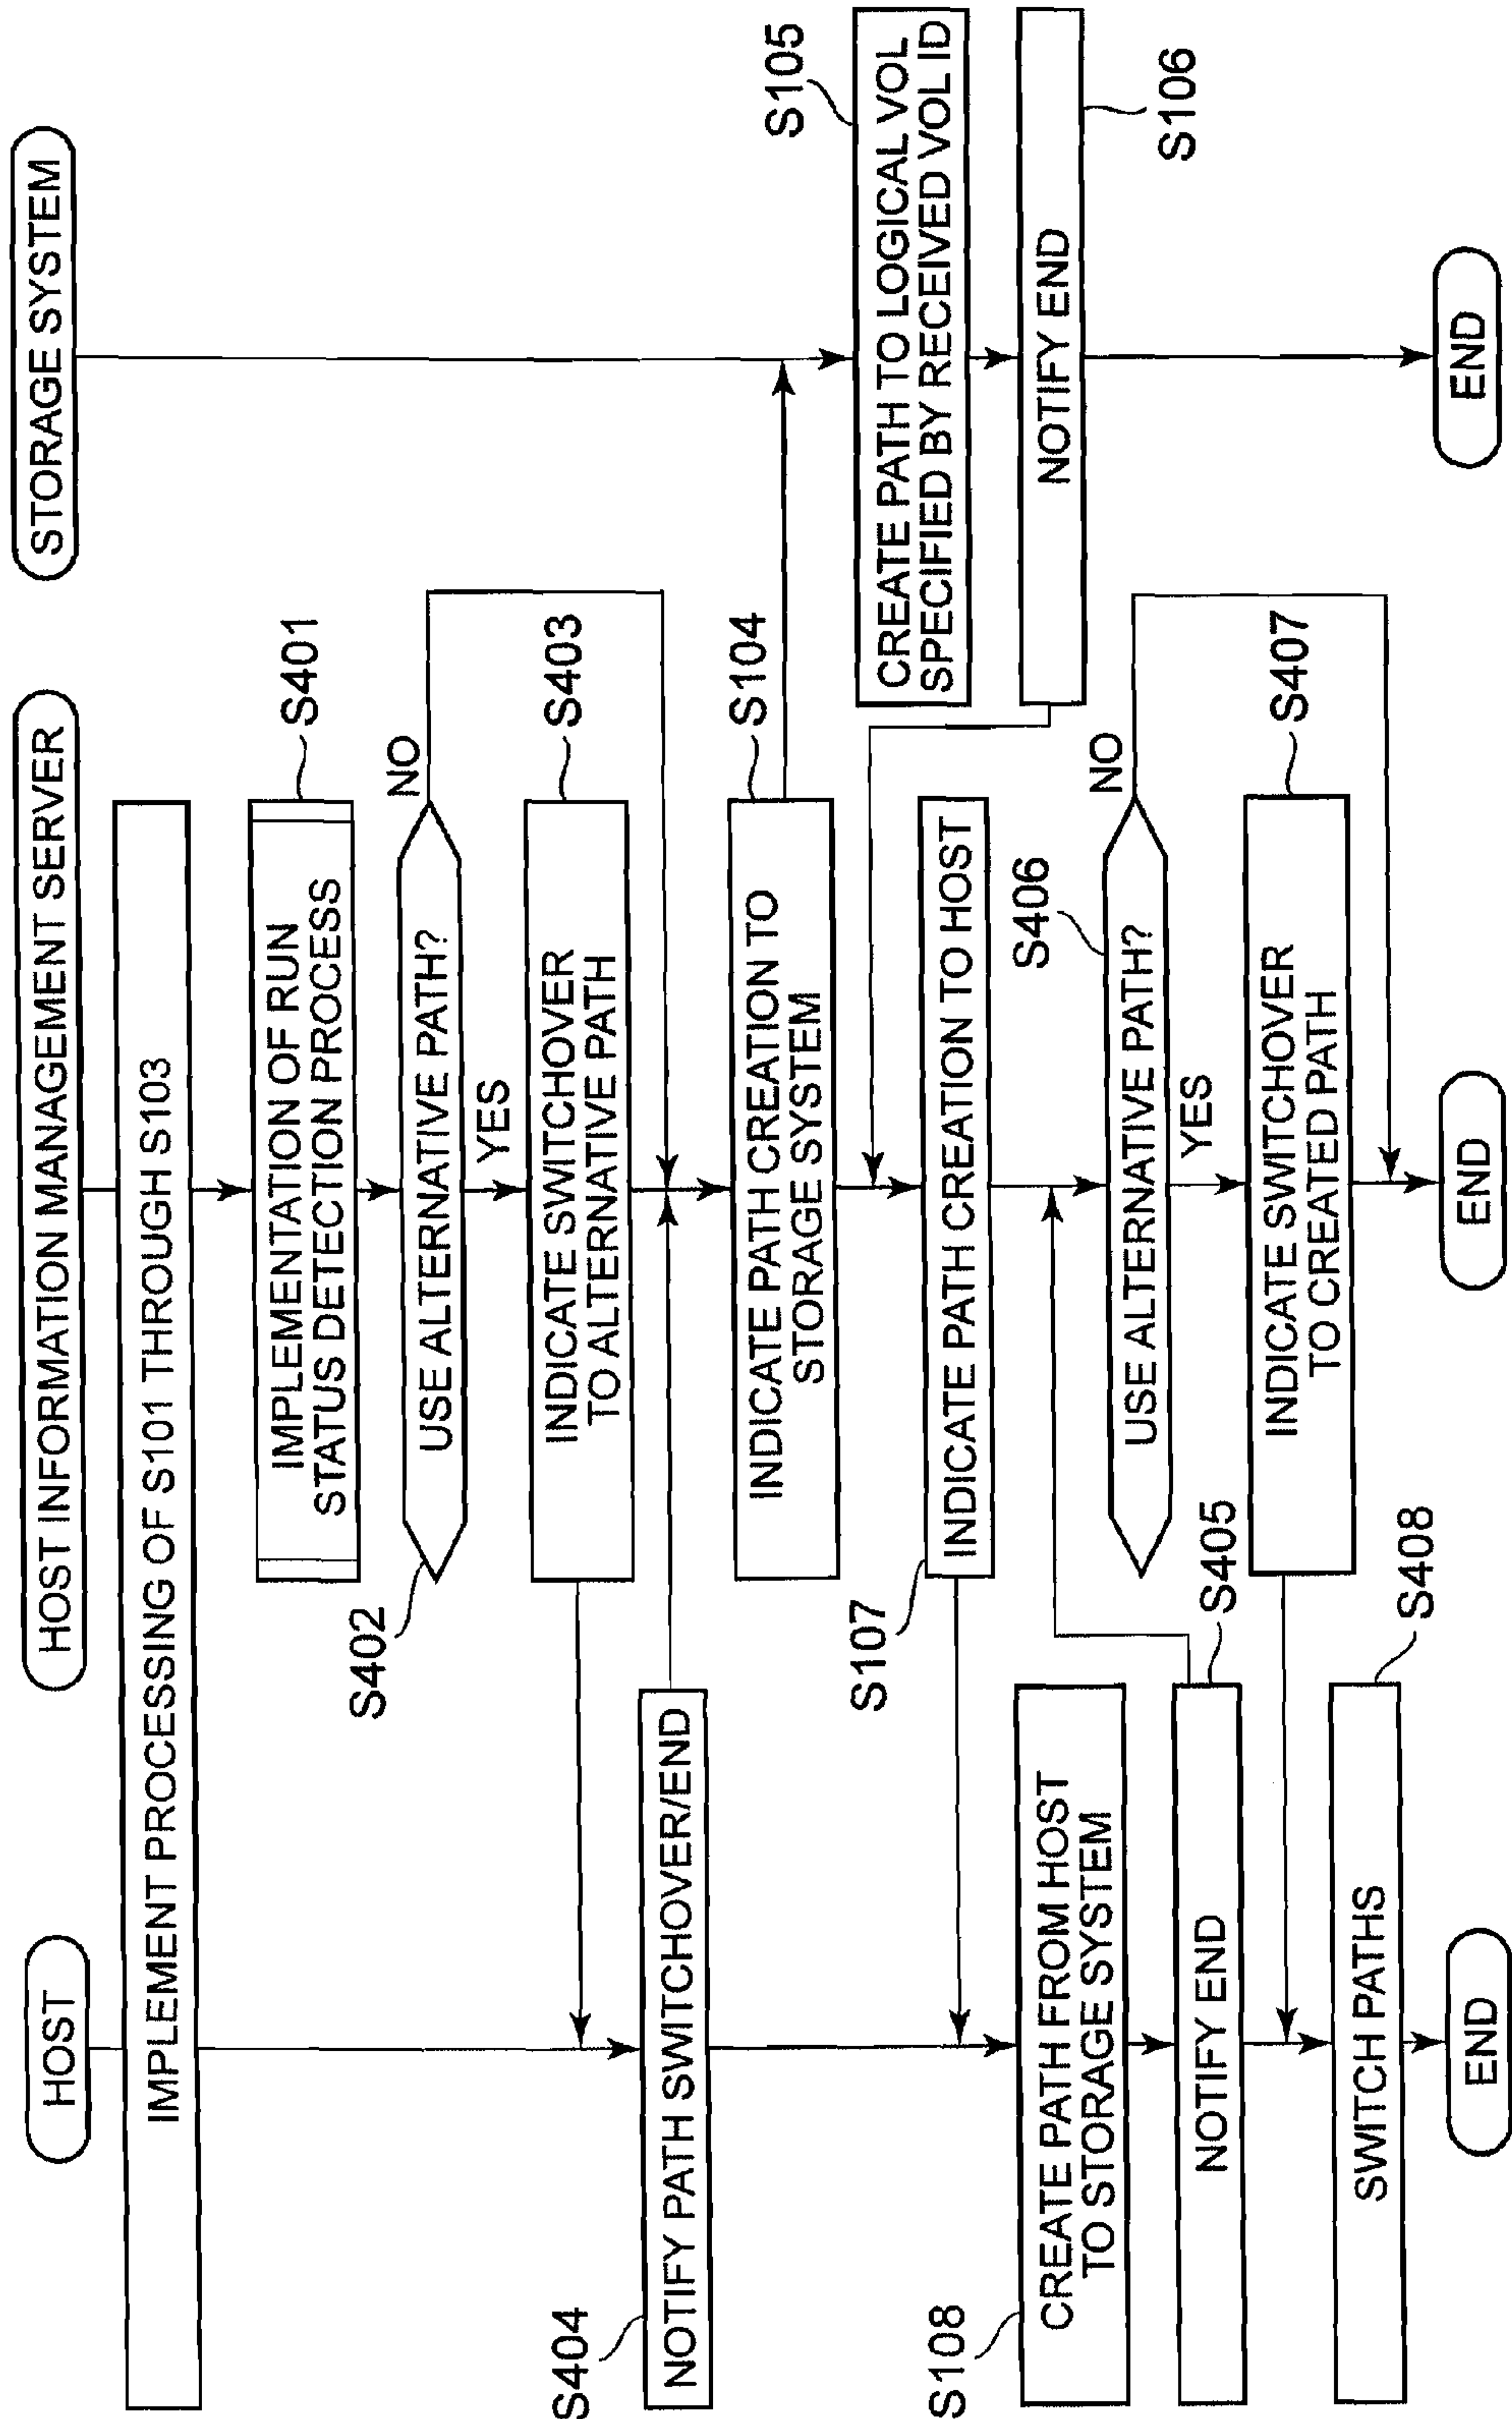 HOST
HOST INFORMATION MANAGEMENT SERVER
STORAGE SYSTEM
IMPLEMENT PROCESSING OF S101 THROUGH S103
S401
IMPLEMENTATION OF RUN
STATUS DETECTION PROCESS
S402
USE ALTERNATIVE PATH?
NO
YES
S403
INDICATE SWITCHOVER
TO ALTERNATIVE PATH
S404
NOTIFY PATH SWITCHOVER/END
S104
INDICATE PATH CREATION TO
STORAGE SYSTEM
S105
CREATE PATH TO LOGICAL VOL
SPECIFIED BY RECEIVED VOL ID
NOTIFY END
S106
S107
INDICATE PATH CREATION TO HOST
S108
CREATE PATH FROM HOST
TO STORAGE SYSTEM
NOTIFY END
S405
S406
USE ALTERNATIVE PATH?
NO
YES
S407
INDICATE SWITCHOVER
TO CREATED PATH
S408
SWITCH PATHS
END
END
END